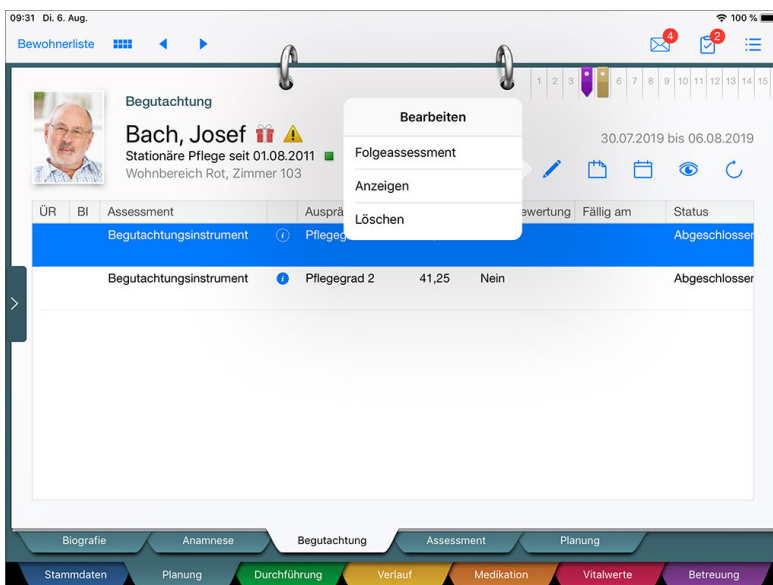 09:31 Di. 6. Aug. 100 %
Bewohnerliste 4 2
1 2 3 6 7 8 9 10 11 12 13 14 15
Begutachtung
Bach, Josef
Stationäre Pflege seit 01.08.2011
Wohnbereich Rot, Zimmer 103
30.07.2019 bis 06.08.2019
Bearbeiten
Folgeassessment
Anzeigen
Löschen
ÜR BI Assessment Ausprä ewertung Fällig am Status
Begutachtungsinstrument Pflegeg Abgeschlossen
Begutachtungsinstrument Pflegegrad 2 41,25 Nein Abgeschlossen
Biografie Anamnese Begutachtung Assessment Planung
Stammdaten Planung Durchführung Verlauf Medikation Vitalwerte Betreuung